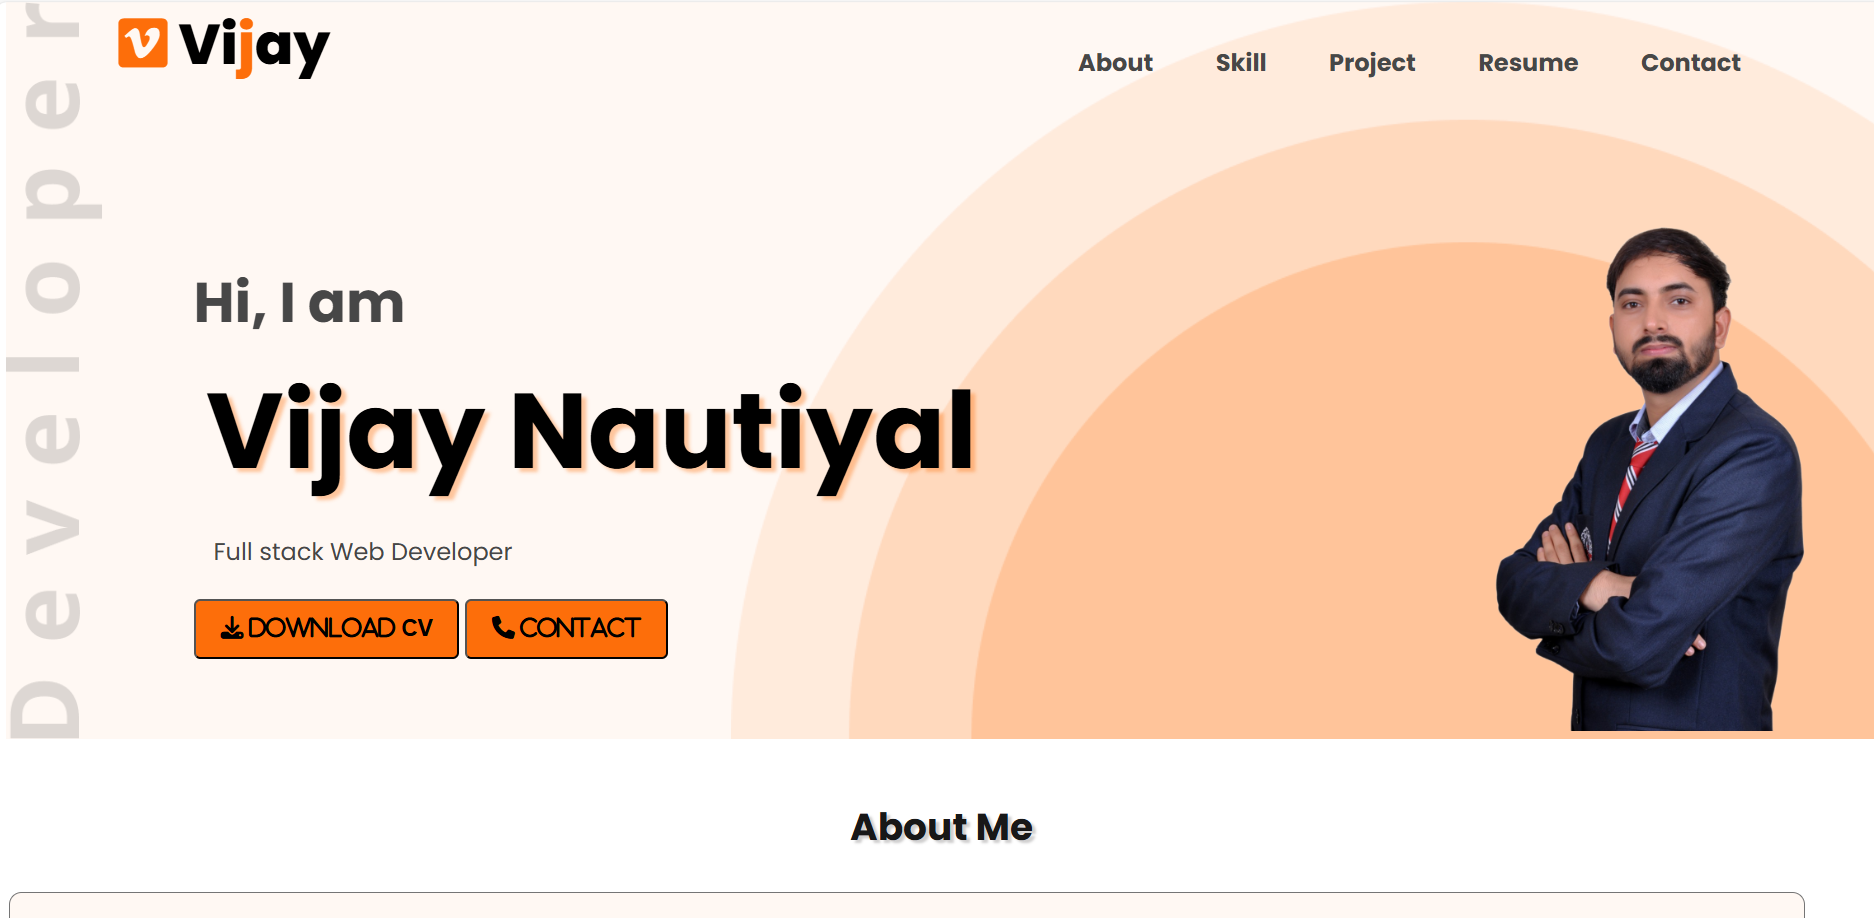 Developer
Vijay
About Skill Project Resume Contact
Hi, I am
Vijay Nautiyal
Full stack Web Developer
DOWNLOAD CV CONTACT
About Me